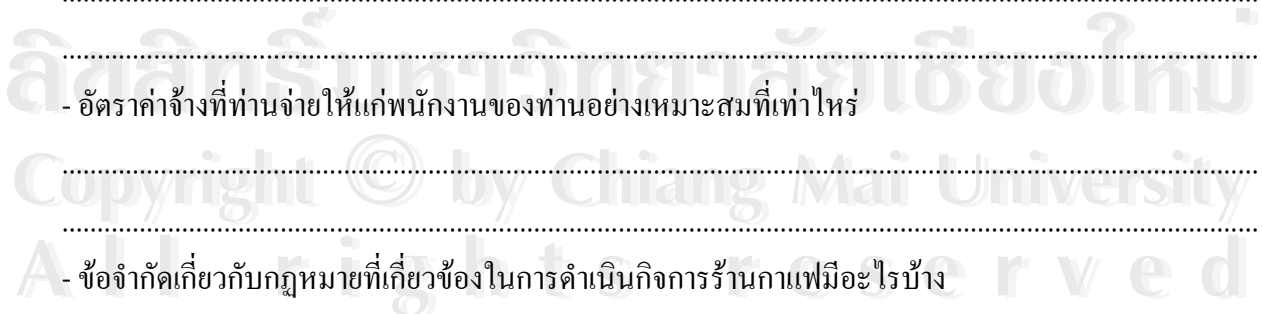 ................................................................................................................................
................................................................................................................................
ลิขสิทธิ์มหาวิทยาลัยเชียงใหม่
- อัตราค่าจ้างที่ท่านจ่ายให้แก่พนักงานของท่านอย่างเหมาะสมที่เท่าไหร่
................................................................................................................................
Copyright © by Chiang Mai University
................................................................................................................................
All rights reserved
- ข้อจำกัดเกี่ยวกับกฎหมายที่เกี่ยวข้องในการดำเนินกิจการร้านกาแฟมีอะไรบ้าง